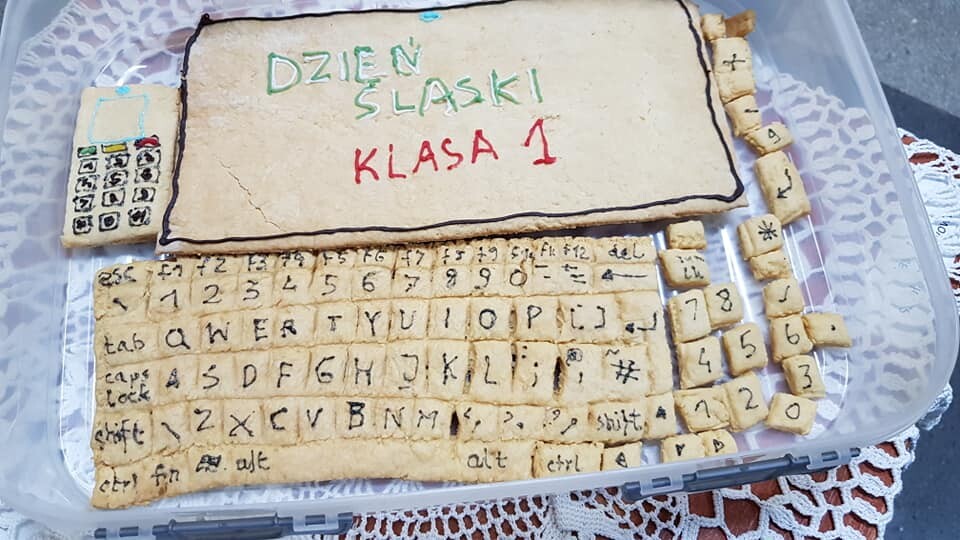 DZIEŃ
ŚLĄSKI
KLASA 1
esc f1 f2 f3 f4 f5 f6 f7 f8 f9 f10 f11 f12 del
\ 1 2 3 4 5 6 7 8 9 0 - = ←
tab Q W E R T Y U I O P [ ] ↵
caps lock A S D F G H J K L ; ' #
shift \ Z X C V B N M shift
ctrl fn alt alt ctrl
+
-
9
↵
*
7 8
4 5 6 .
1 2 3
0